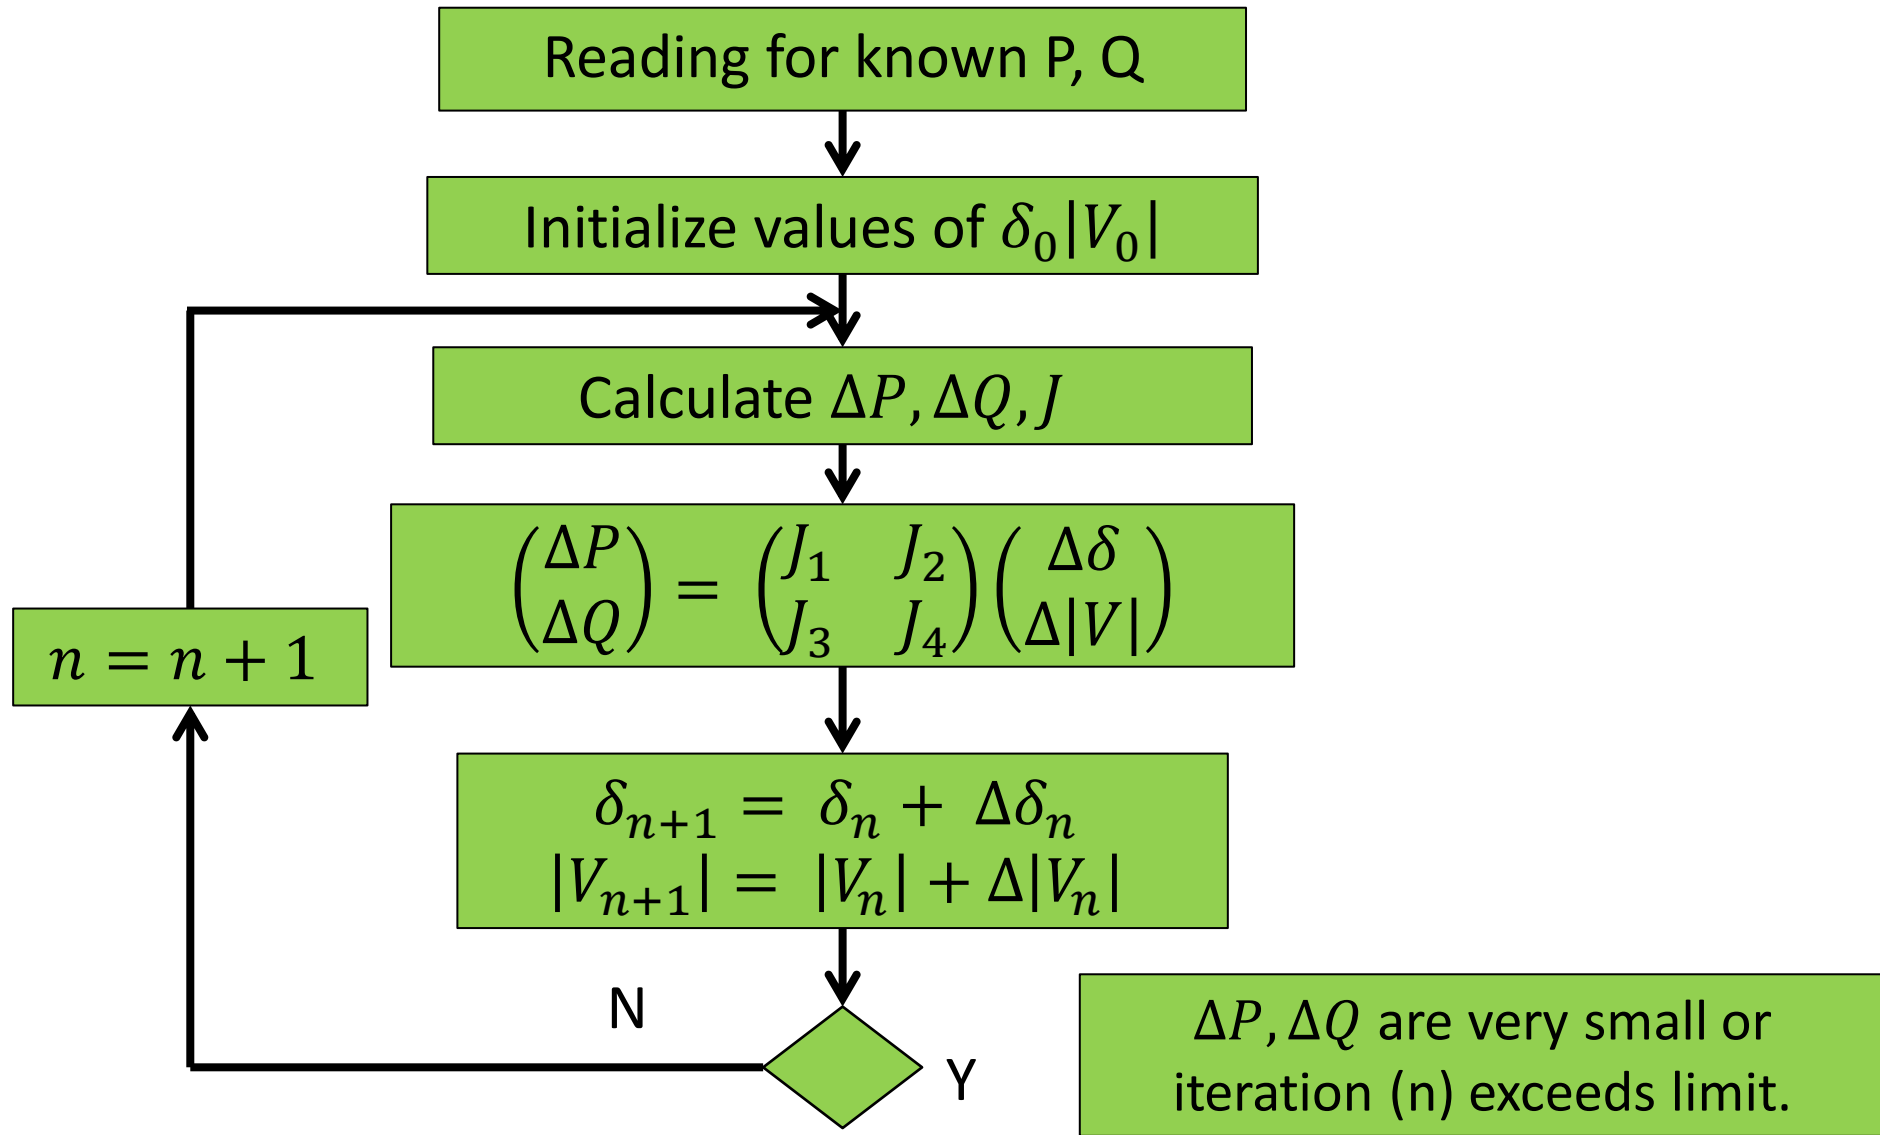 Reading for known P, Q
Initialize values of 𝛿₀|𝑉₀|
Calculate Δ𝑃, Δ𝑄, 𝐽
(Δ𝑃 Δ𝑄) = (𝐽₁ 𝐽₂ 𝐽₃ 𝐽₄)(Δ𝛿 Δ|𝑉|)
𝑛 = 𝑛 + 1
𝛿ₙ₊₁ = 𝛿ₙ + Δ𝛿ₙ
|𝑉ₙ₊₁| = |𝑉ₙ| + Δ|𝑉ₙ|
N
Y
Δ𝑃, Δ𝑄 are very small or
iteration (n) exceeds limit.